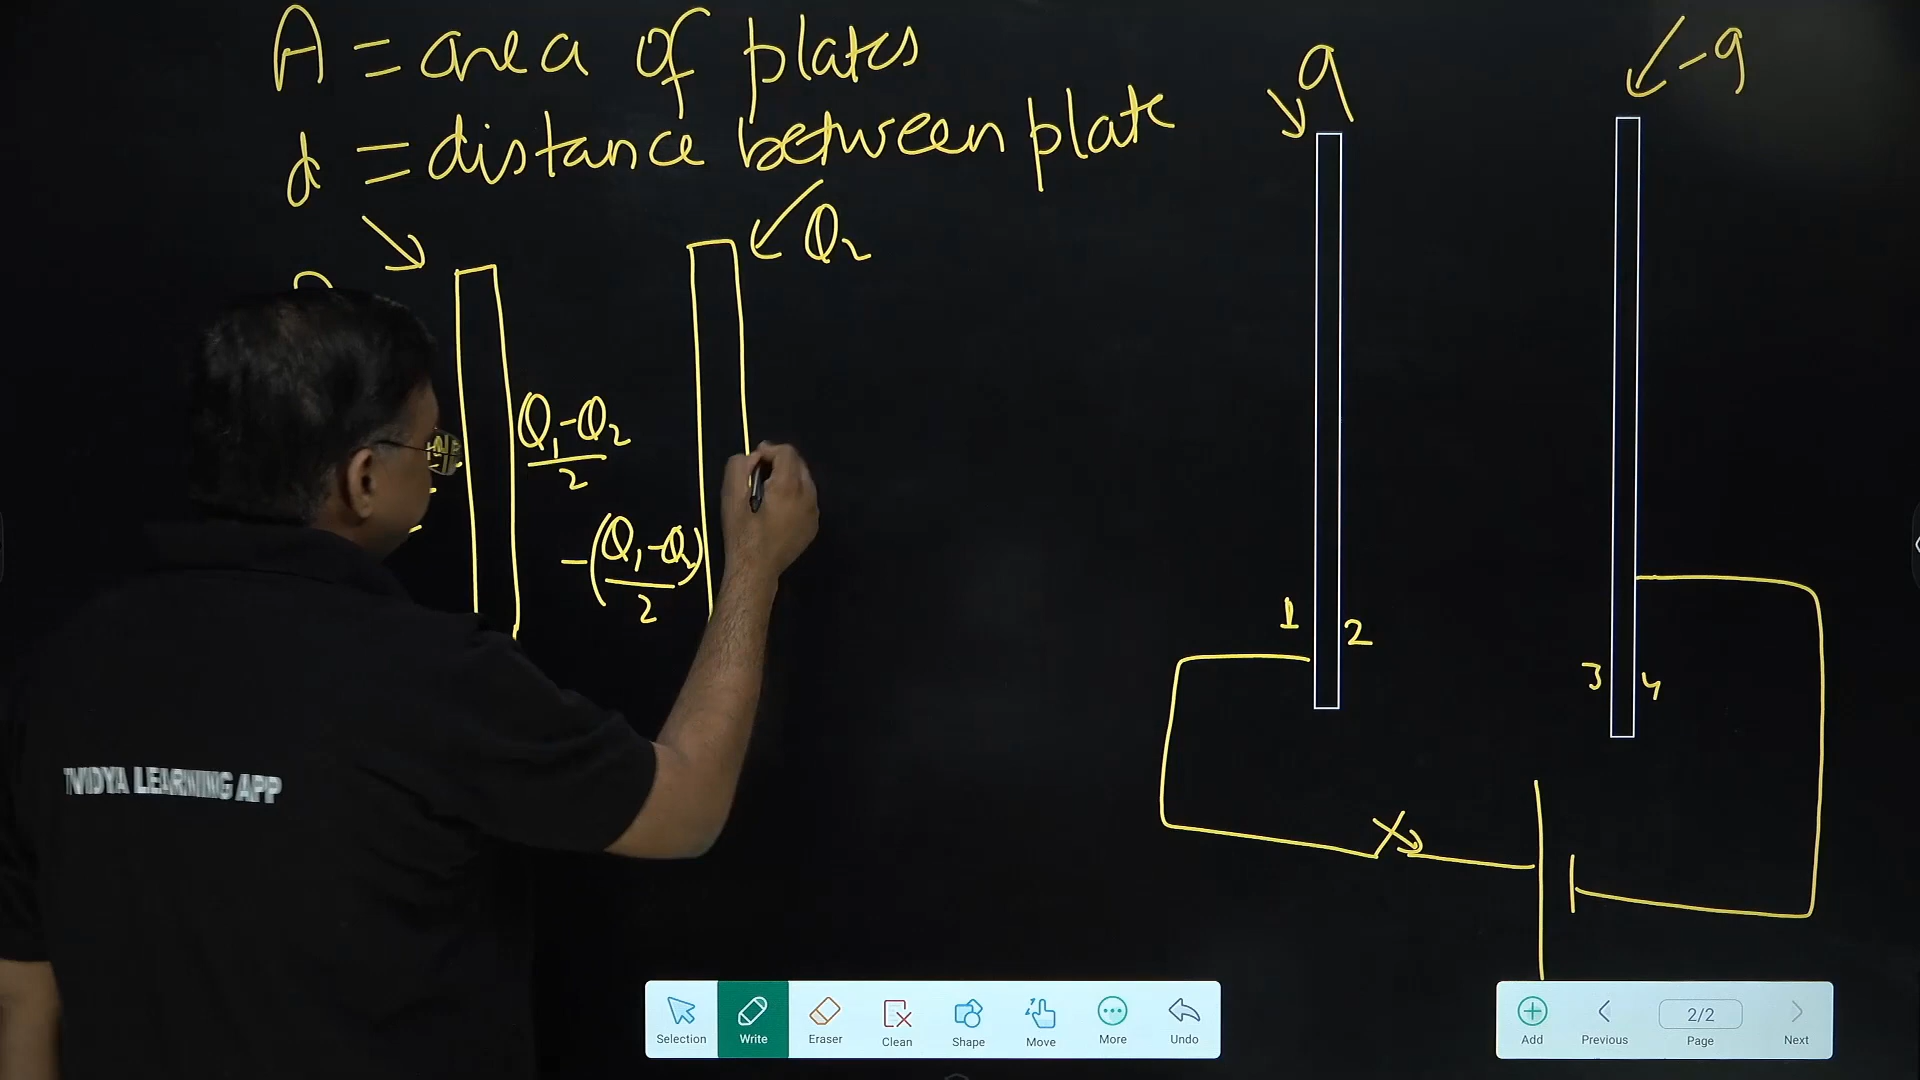 A = area of plates
d = distance between plate
Q₂
Q₁-Q₂
2
-(Q₁-Q₂)
2
q
-q
1
2
3
4
VIDYA LEARNING APP
Selection
Write
Eraser
Clean
Shape
Move
More
Undo
Add
Previous
2/2
Page
Next